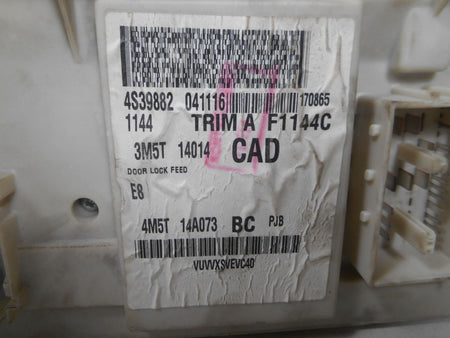 4S39882 041116 170865
1144 TRIM A F1144C
3M5T 14014 CAD
DOOR LOCK FEED
E8
4M5T 14A073 BC PJB
VUVVXSVEVC40